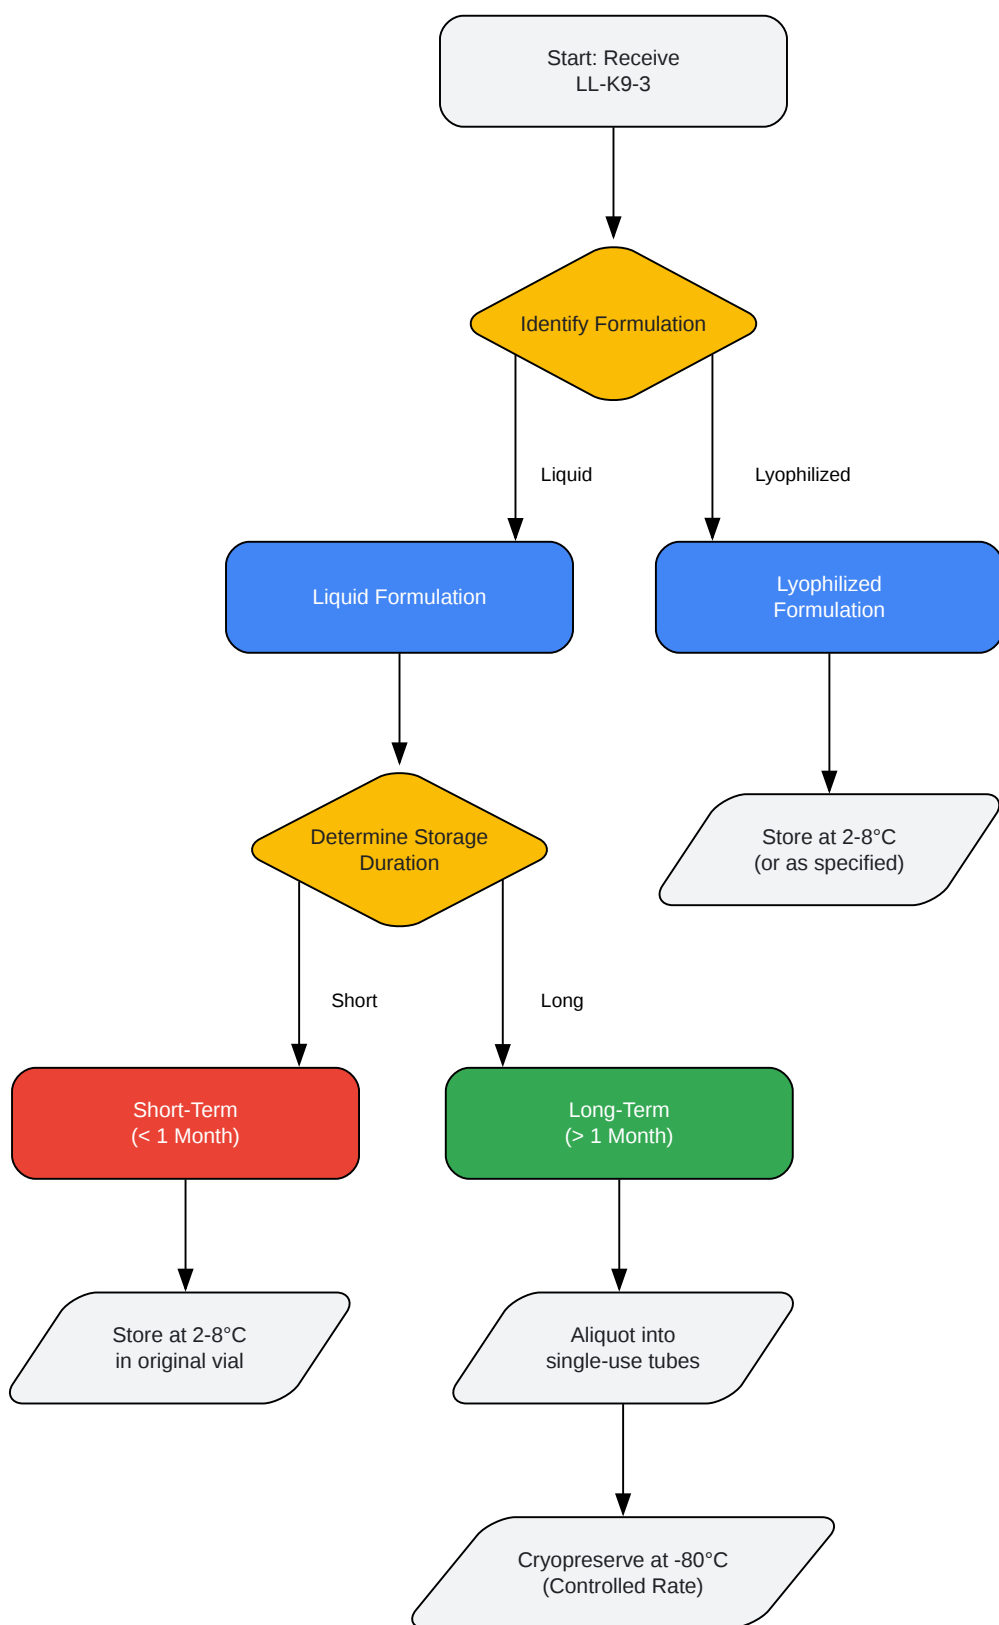 Start: Receive
LL-K9-3
Identify Formulation
Liquid
Lyophilized
Liquid Formulation
Lyophilized
Formulation
Determine Storage
Duration
Store at 2-8°C
(or as specified)
Short
Long
Short-Term
(< 1 Month)
Long-Term
(> 1 Month)
Store at 2-8°C
in original vial
Aliquot into
single-use tubes
Cryopreserve at -80°C
(Controlled Rate)